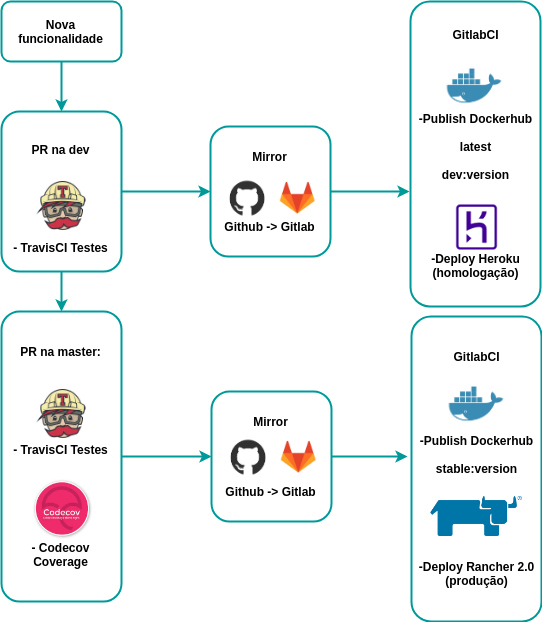 Nova
funcionalidade
PR na dev
- TravisCI Testes
Mirror
Github -> Gitlab
GitlabCI
-Publish Dockerhub
latest
dev:version
-Deploy Heroku
(homologação)
PR na master:
- TravisCI Testes
Codecov
- Codecov
Coverage
Mirror
Github -> Gitlab
GitlabCI
-Publish Dockerhub
stable:version
-Deploy Rancher 2.0
(produção)